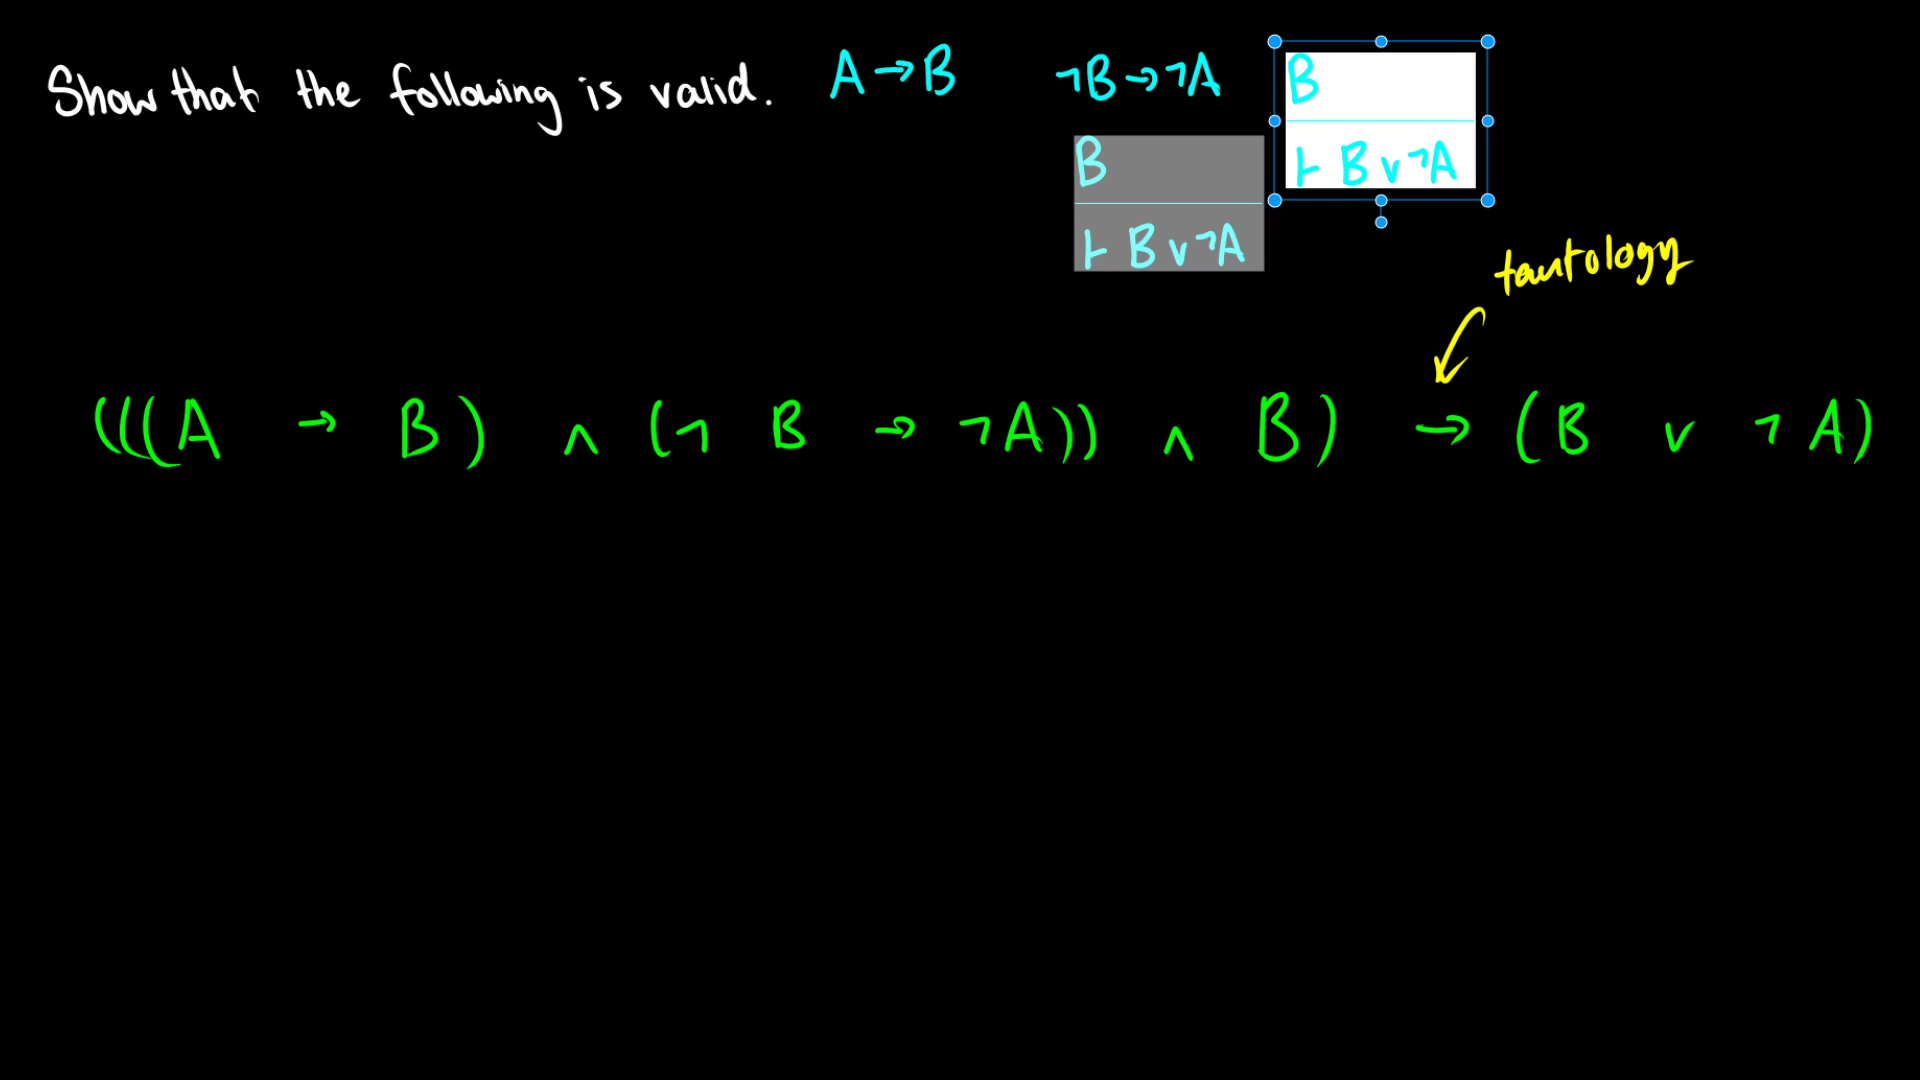 Show that the following is valid. A → B ¬B → ¬A B
⊢ B ∨ ¬A
B
⊢ B ∨ ¬A
tautology
(((A → B) ∧ (¬ B → ¬A)) ∧ B) → (B ∨ ¬ A)